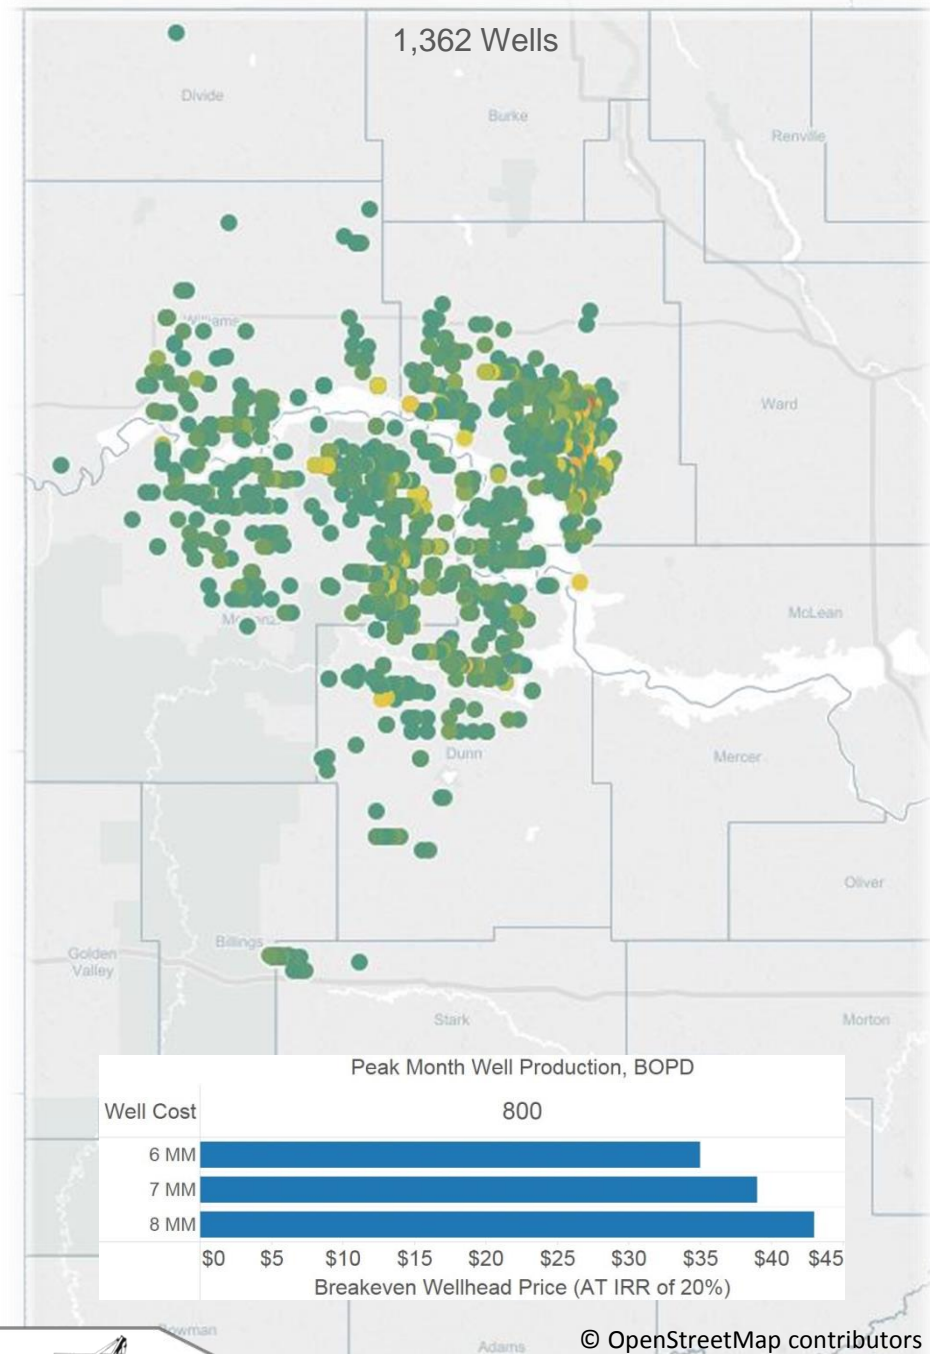 1,362 Wells
Divide
Burke
Renville
Williams
Ward
McLean
Dunn
Mercer
Oliver
Billings
Golden
Valley
Stark
Morton
Peak Month Well Production, BOPD
Well Cost
800
6 MM
7 MM
8 MM
$0 $5 $10 $15 $20 $25 $30 $35 $40 $45
Breakeven Wellhead Price (AT IRR of 20%)
Bowman
Adams
© OpenStreetMap contributors